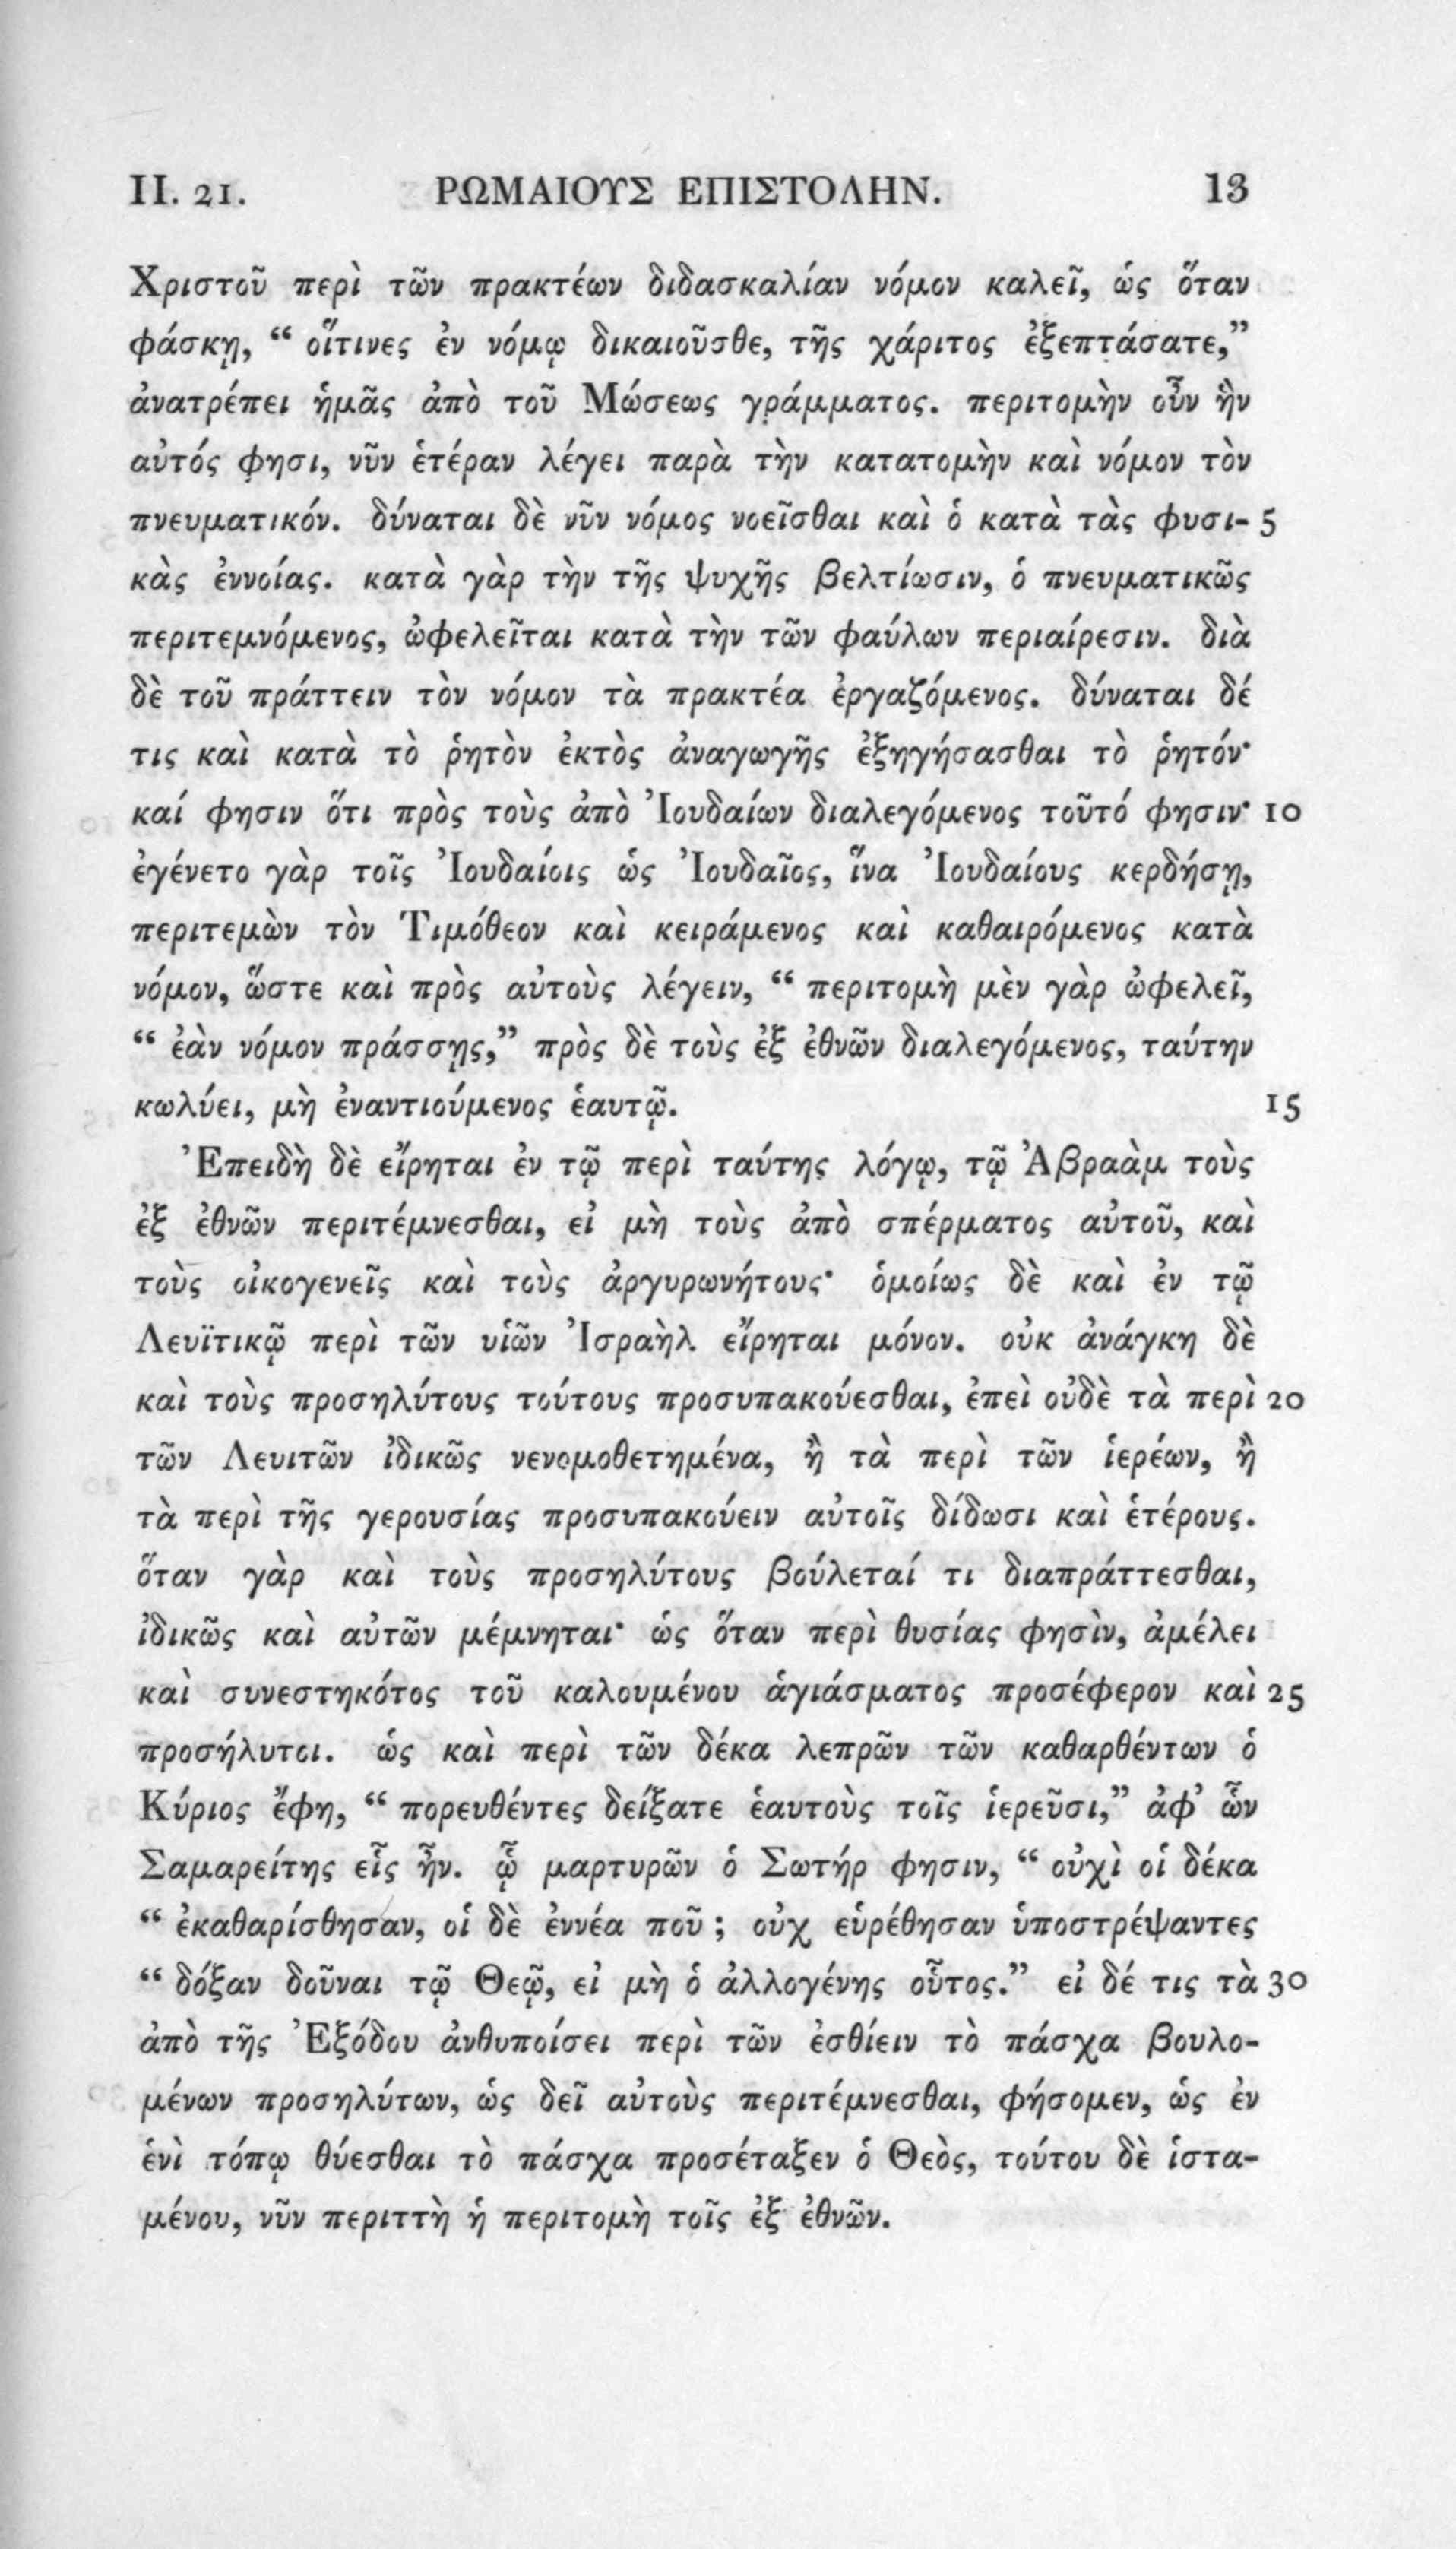 II. 21. ΡΩΜΑΙΟΥΣ ΕΠΙΣΤΟΛΗΝ. 13
Χριστοῦ περὶ τῶν πρακτέων διδασκαλίαν νόμον καλεῖ, ὡς ὅταν
φάσκῃ, “ οἵτινες ἐν νόμῳ δικαιοῦσθε, τῆς χάριτος ἐξεπτάσατε,”
ἀνατρέπει ἡμᾶς ἀπὸ τοῦ Μώσεως γράμματος. περιτομὴν οὖν ἣν
αὐτός φησι, νῦν ἑτέραν λέγει παρὰ τὴν κατατομὴν καὶ νόμον τὸν
πνευματικόν. δύναται δὲ νῦν νόμος νοεῖσθαι καὶ ὁ κατὰ τὰς φυσι- 5
κὰς ἐννοίας. κατὰ γὰρ τὴν τῆς ψυχῆς βελτίωσιν, ὁ πνευματικῶς
περιτεμνόμενος, ὠφελεῖται κατὰ τὴν τῶν φαύλων περιαίρεσιν. διὰ
δὲ τοῦ πράττειν τὸν νόμον τὰ πρακτέα ἐργαζόμενος. δύναται δέ
τις καὶ κατὰ τὸ ῥητὸν ἐκτὸς ἀναγωγῆς ἐξηγήσασθαι τὸ ῥητόν·
καί φησιν ὅτι πρὸς τοὺς ἀπὸ Ἰουδαίων διαλεγόμενος τοῦτό φησιν· 10
ἐγένετο γὰρ τοῖς Ἰουδαίοις ὡς Ἰουδαῖος, ἵνα Ἰουδαίους κερδήσῃ,
περιτεμὼν τὸν Τιμόθεον καὶ κειράμενος καὶ καθαιρόμενος κατὰ
νόμον, ὥστε καὶ πρὸς αὐτοὺς λέγειν, “ περιτομὴ μὲν γὰρ ὠφελεῖ,
“ ἐὰν νόμον πράσσῃς,” πρὸς δὲ τοὺς ἐξ ἐθνῶν διαλεγόμενος, ταύτην
κωλύει, μὴ ἐναντιούμενος ἑαυτῷ. 15
Ἐπειδὴ δὲ εἴρηται ἐν τῷ περὶ ταύτης λόγῳ, τῷ Ἀβραὰμ τοὺς
ἐξ ἐθνῶν περιτέμνεσθαι, εἰ μὴ τοὺς ἀπὸ σπέρματος αὐτοῦ, καὶ
τοὺς οἰκογενεῖς καὶ τοὺς ἀργυρωνήτους· ὁμοίως δὲ καὶ ἐν τῷ
Λευϊτικῷ περὶ τῶν υἱῶν Ἰσραὴλ εἴρηται μόνον. οὐκ ἀνάγκη δὲ
καὶ τοὺς προσηλύτους τούτους προσυπακούεσθαι, ἐπεὶ οὐδὲ τὰ περὶ 20
τῶν Λευιτῶν ἰδικῶς νενομοθετημένα, ἢ τὰ περὶ τῶν ἱερέων, ἢ
τὰ περὶ τῆς γερουσίας προσυπακούειν αὐτοῖς δίδωσι καὶ ἑτέρους.
ὅταν γὰρ καὶ τοὺς προσηλύτους βούλεταί τι διαπράττεσθαι,
ἰδικῶς καὶ αὐτῶν μέμνηται· ὡς ὅταν περὶ θυσίας φησὶν, ἀμέλει
καὶ συνεστηκότος τοῦ καλουμένου ἁγιάσματος προσέφερον καὶ 25
προσήλυτοι. ὡς καὶ περὶ τῶν δέκα λεπρῶν τῶν καθαρθέντων ὁ
Κύριος ἔφη, “ πορευθέντες δείξατε ἑαυτοὺς τοῖς ἱερεῦσι,” ἀφ’ ὧν
Σαμαρείτης εἷς ἦν. ᾧ μαρτυρῶν ὁ Σωτήρ φησιν, “ οὐχὶ οἱ δέκα
“ ἐκαθαρίσθησαν, οἱ δὲ ἐννέα ποῦ ; οὐχ εὑρέθησαν ὑποστρέψαντες
“ δόξαν δοῦναι τῷ Θεῷ, εἰ μὴ ὁ ἀλλογένης οὗτος.” εἰ δέ τις τὰ 30
ἀπὸ τῆς Ἐξόδου ἀνθυποίσει περὶ τῶν ἐσθίειν τὸ πάσχα βουλο-
μένων προσηλύτων, ὡς δεῖ αὐτοὺς περιτέμνεσθαι, φήσομεν, ὡς ἐν
ἑνὶ τόπῳ θύεσθαι τὸ πάσχα προσέταξεν ὁ Θεὸς, τούτου δὲ ἱστα-
μένου, νῦν περιττὴ ἡ περιτομὴ τοῖς ἐξ ἐθνῶν.